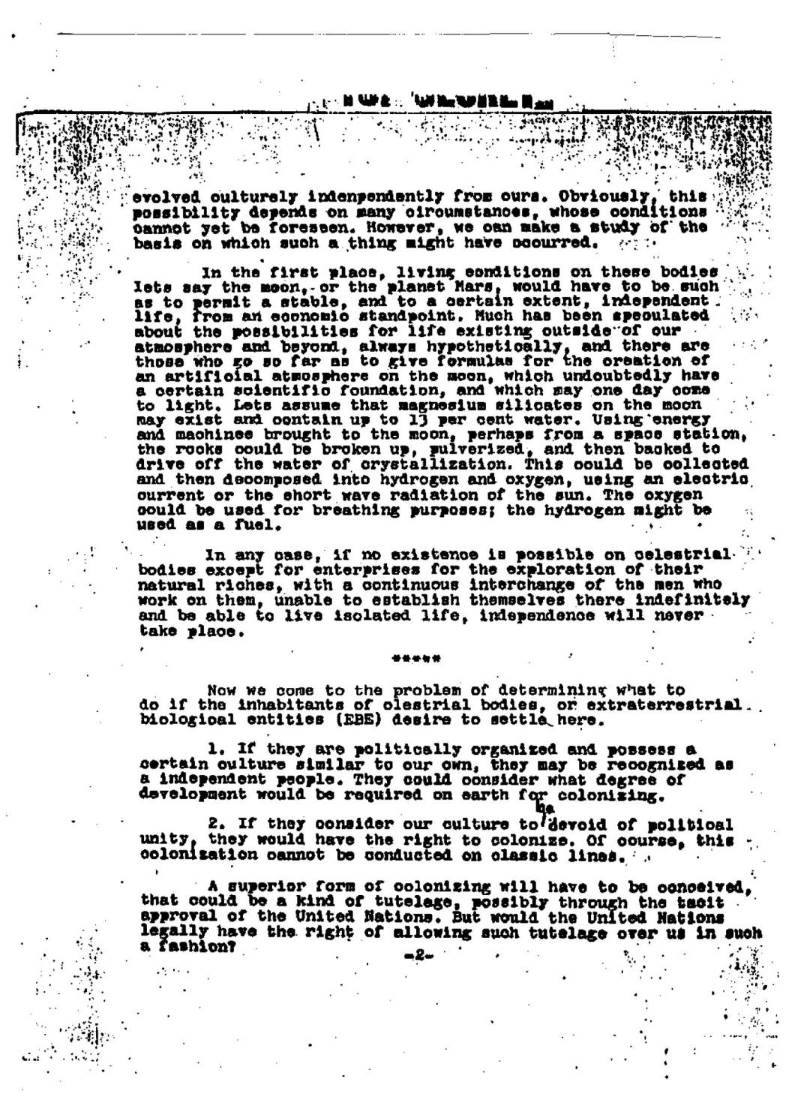 evolved culturely indenpendently from ours. Obviously, this
possibility depends on many circumstances, whose conditions
cannot yet be foreseen. However, we can make a study of the
basis on which such a thing might have occurred.
In the first place, living conditions on these bodies
lets say the moon, or the planet Mars, would have to be such
as to permit a stable, and to a certain extent, independent
life, from an economic standpoint. Much has been speculated
about the possibilities for life existing outside of our
atmosphere and beyond, always hypothetically, and there are
those who go so far as to give formulas for the creation of
an artificial atmosphere on the moon, which undoubtedly have
a certain scientific foundation, and which may one day come
to light. Lets assume that magnesium silicates on the moon
may exist and contain up to 13 per cent water. Using energy
and machines brought to the moon, perhaps from a space station,
the rocks could be broken up, pulverized, and then backed to
drive off the water of crystallization. This could be collected
and then decomposed into hydrogen and oxygen, using an electric
current or the short wave radiation of the sun. The oxygen
could be used for breathing purposes; the hydrogen might be
used as a fuel.
In any case, if no existence is possible on celestrial
bodies except for enterprises for the exploration of their
natural riches, with a continuous interchange of the men who
work on them, unable to establish themselves there indefinitely
and be able to live isolated life, independence will never
take place.
*****
Now we come to the problem of determining what to
do if the inhabitants of clestrial bodies, or extraterrestrial
biological entities (EBE) desire to settle here.
1. If they are politically organized and possess a
certain culture similar to our own, they may be recognized as
a independent people. They could consider what degree of
development would be required on earth for colonizing.
be
2. If they consider our culture to devoid of political
unity, they would have the right to colonize. Of course, this
colonization cannot be conducted on classic lines.
A superior form of colonizing will have to be conceived,
that could be a kind of tutelage, possibly through the tacit
approval of the United Nations. But would the United Nations
legally have the right of allowing such tutelage over us in such
a fashion?
-2-